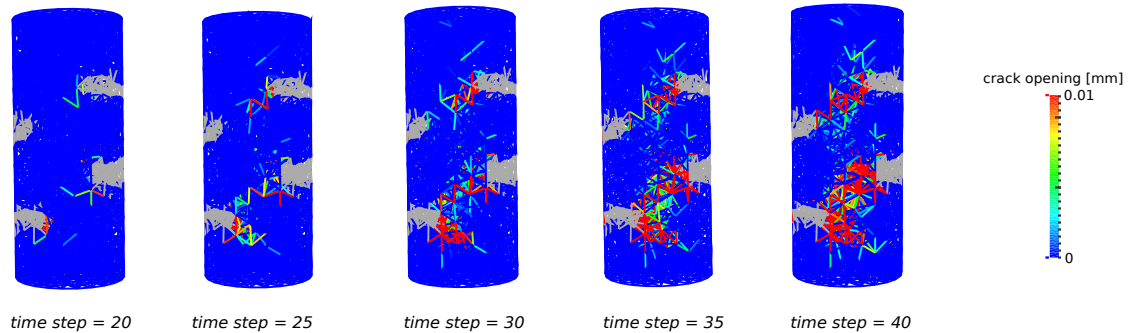 crack opening [mm]
0.01
0
time step = 20
time step = 25
time step = 30
time step = 35
time step = 40